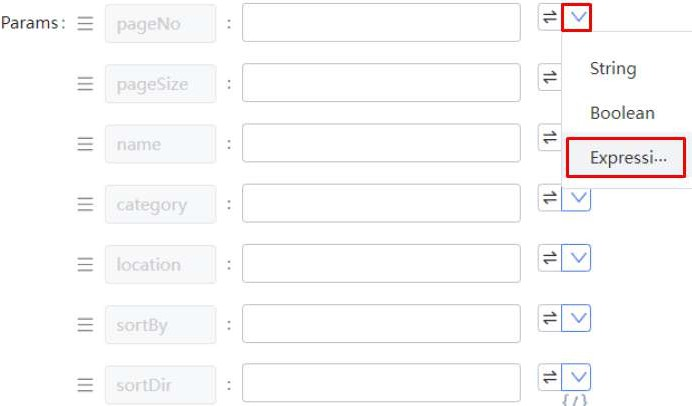 Params: pageNo :
String
pageSize :
Boolean
name :
Expressi···
category :
location :
sortBy :
sortDir :
{/}